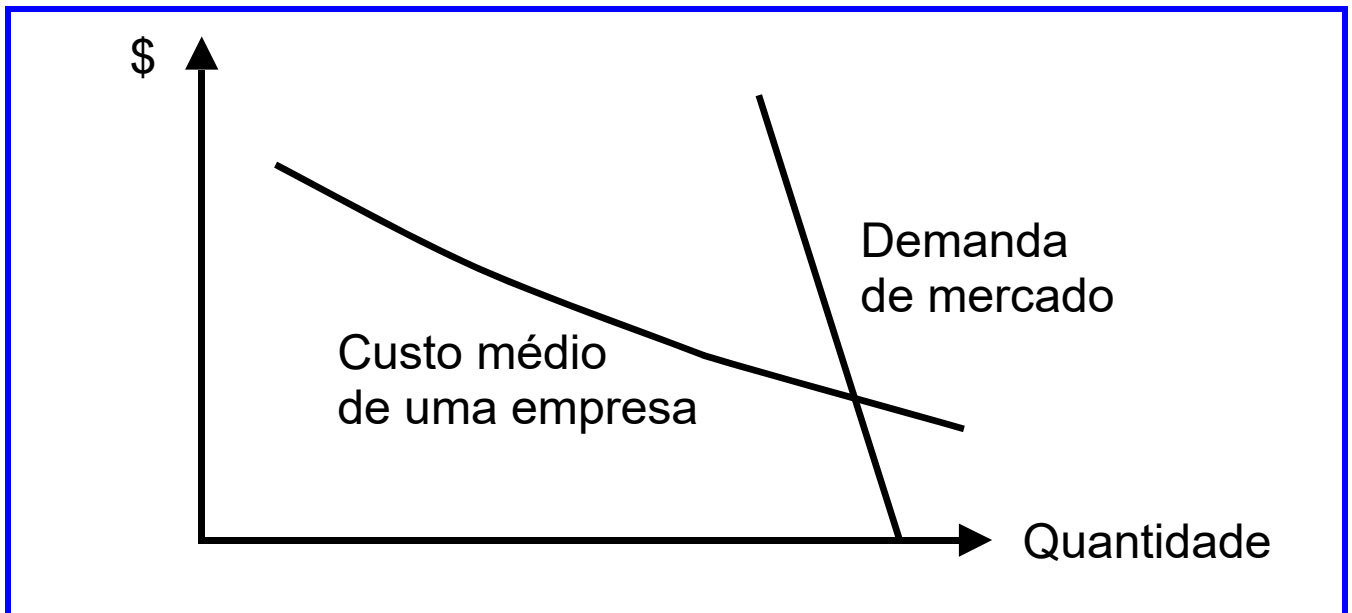 $
Demanda
de mercado
Custo médio
de uma empresa
Quantidade